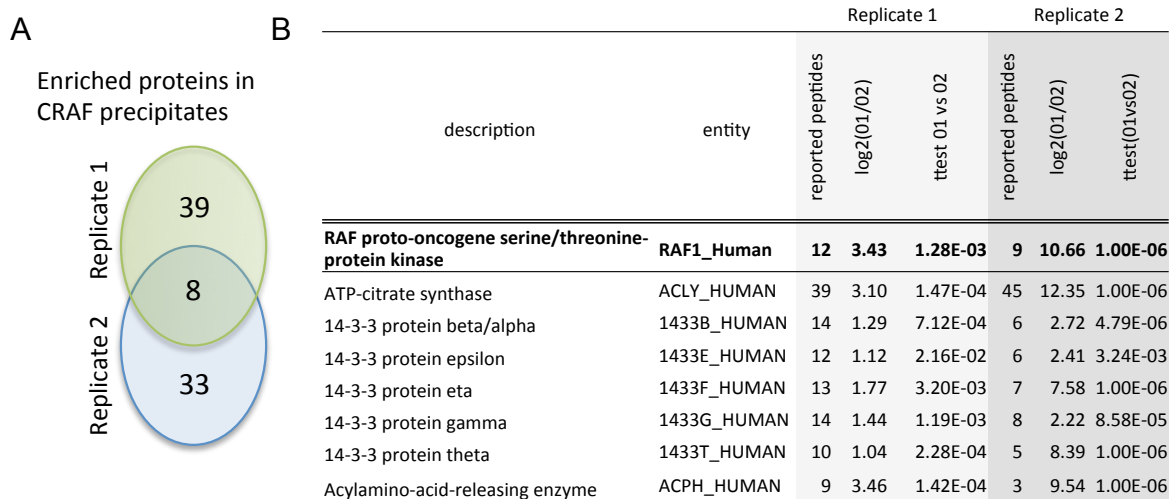 A
Enriched proteins in
CRAF precipitates
Replicate 1
39
8
Replicate 2
33
B
Replicate 1 Replicate 2
description entity reported peptides log2(01/02) ttest 01 vs 02 reported peptides log2(01/02) ttest(01vs02)
RAF proto-oncogene serine/threonine-
protein kinase RAF1_Human 12 3.43 1.28E-03 9 10.66 1.00E-06
ATP-citrate synthase ACLY_HUMAN 39 3.10 1.47E-04 45 12.35 1.00E-06
14-3-3 protein beta/alpha 1433B_HUMAN 14 1.29 7.12E-04 6 2.72 4.79E-06
14-3-3 protein epsilon 1433E_HUMAN 12 1.12 2.16E-02 6 2.41 3.24E-03
14-3-3 protein eta 1433F_HUMAN 13 1.77 3.20E-03 7 7.58 1.00E-06
14-3-3 protein gamma 1433G_HUMAN 14 1.44 1.19E-03 8 2.22 8.58E-05
14-3-3 protein theta 1433T_HUMAN 10 1.04 2.28E-04 5 8.39 1.00E-06
Acylamino-acid-releasing enzyme ACPH_HUMAN 9 3.46 1.42E-04 3 9.54 1.00E-06